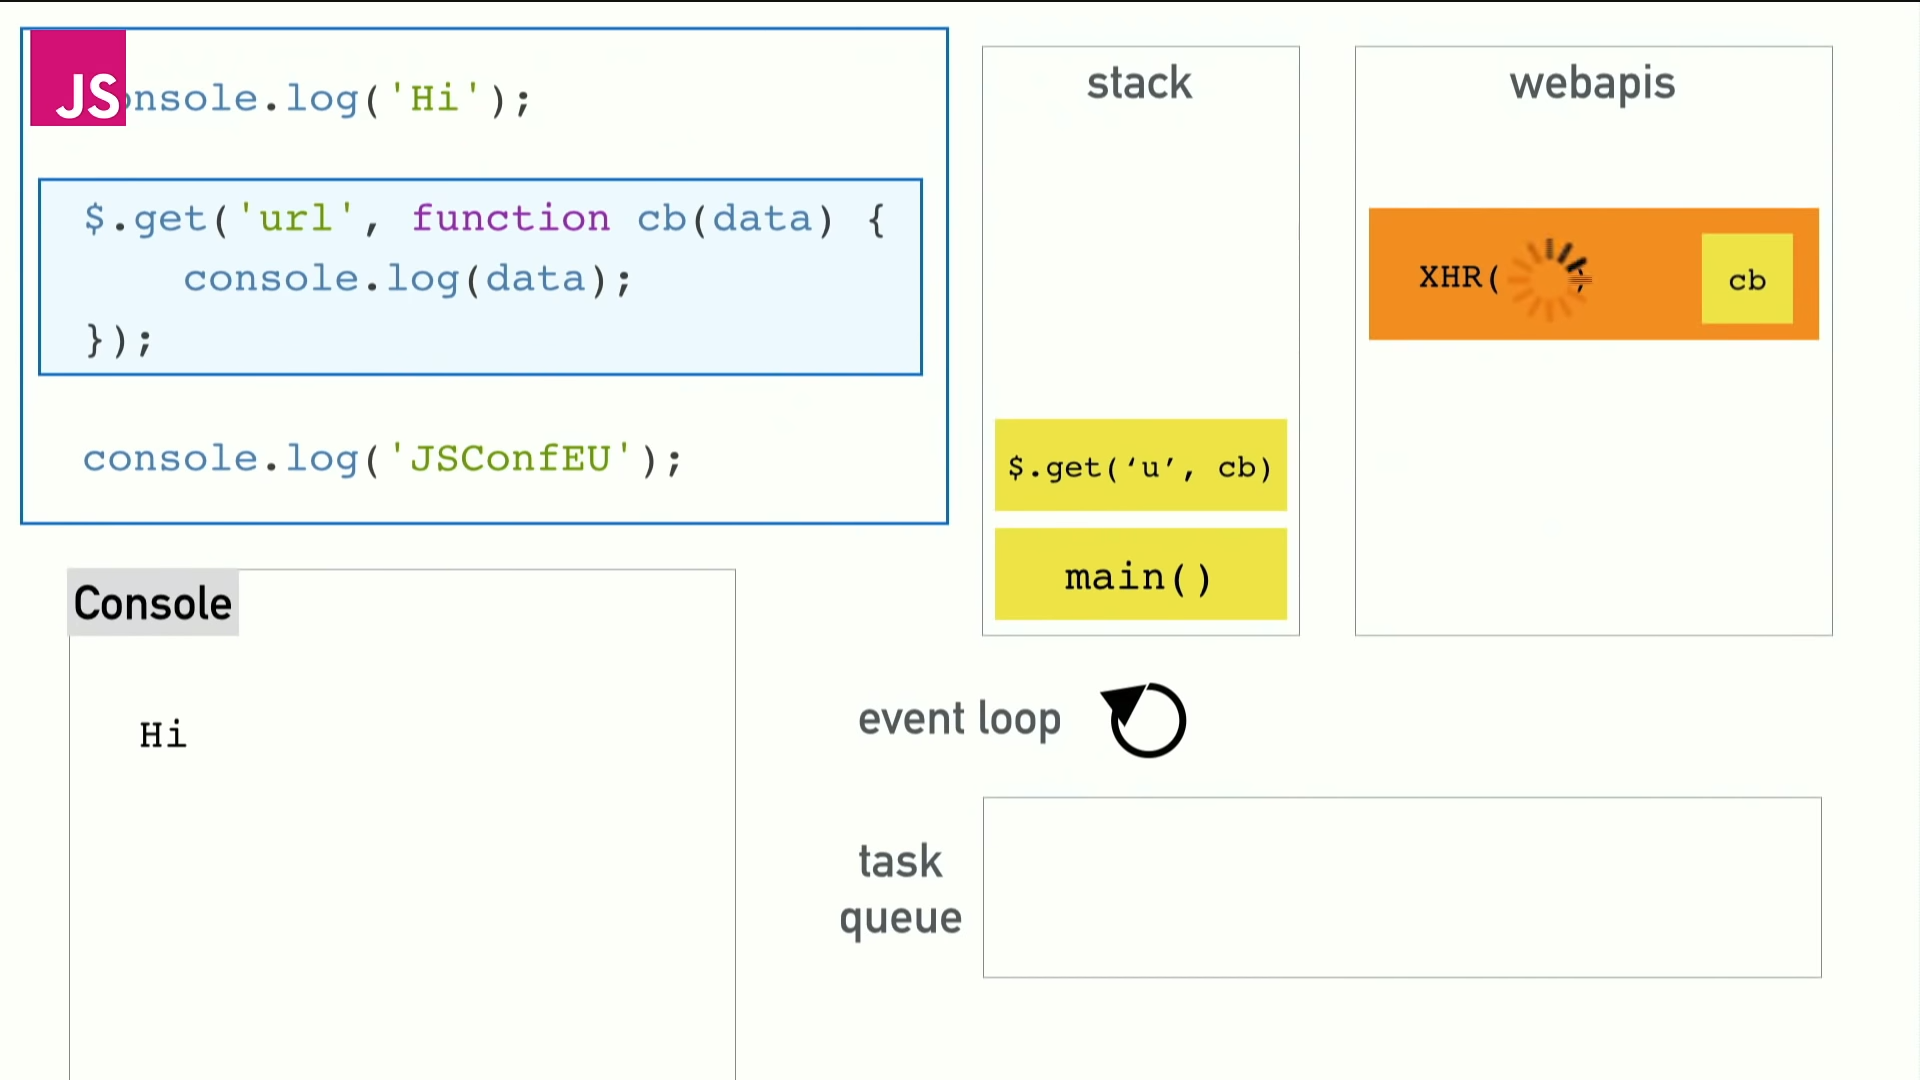 JS
onsole.log('Hi');
$.get('url', function cb(data) {
console.log(data);
});
console.log('JSConfEU');
Console
Hi
stack
$.get(‘u’, cb)
main()
webapis
XHR(
cb
event loop
task
queue